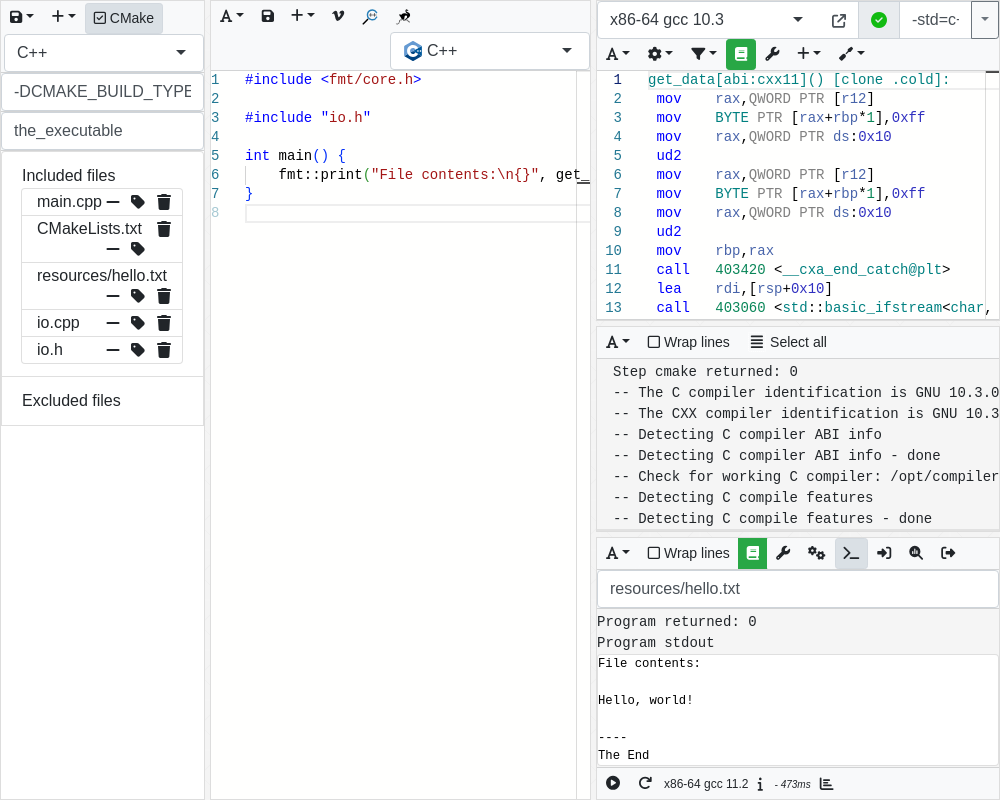 CMake
C++
-DCMAKE_BUILD_TYPE
the_executable
Included files
main.cpp
CMakeLists.txt
resources/hello.txt
io.cpp
io.h
Excluded files
C++
1 #include <fmt/core.h>
2
3 #include "io.h"
4
5 int main() {
6 fmt::print("File contents:\n{}", get_
7 }
8
x86-64 gcc 10.3
-std=c
1 get_data[abi:cxx11]() [clone .cold]:
2 mov rax,QWORD PTR [r12]
3 mov BYTE PTR [rax+rbp*1],0xff
4 mov rax,QWORD PTR ds:0x10
5 ud2
6 mov rax,QWORD PTR [r12]
7 mov BYTE PTR [rax+rbp*1],0xff
8 mov rax,QWORD PTR ds:0x10
9 ud2
10 mov rbp,rax
11 call 403420 <__cxa_end_catch@plt>
12 lea rdi,[rsp+0x10]
13 call 403060 <std::basic_ifstream<char,
A Wrap lines Select all
Step cmake returned: 0
-- The C compiler identification is GNU 10.3.0
-- The CXX compiler identification is GNU 10.3
-- Detecting C compiler ABI info
-- Detecting C compiler ABI info - done
-- Check for working C compiler: /opt/compiler
-- Detecting C compile features
-- Detecting C compile features - done
A Wrap lines
resources/hello.txt
Program returned: 0
Program stdout
File contents:
Hello, world!
----
The End
x86-64 gcc 11.2 i - 473ms